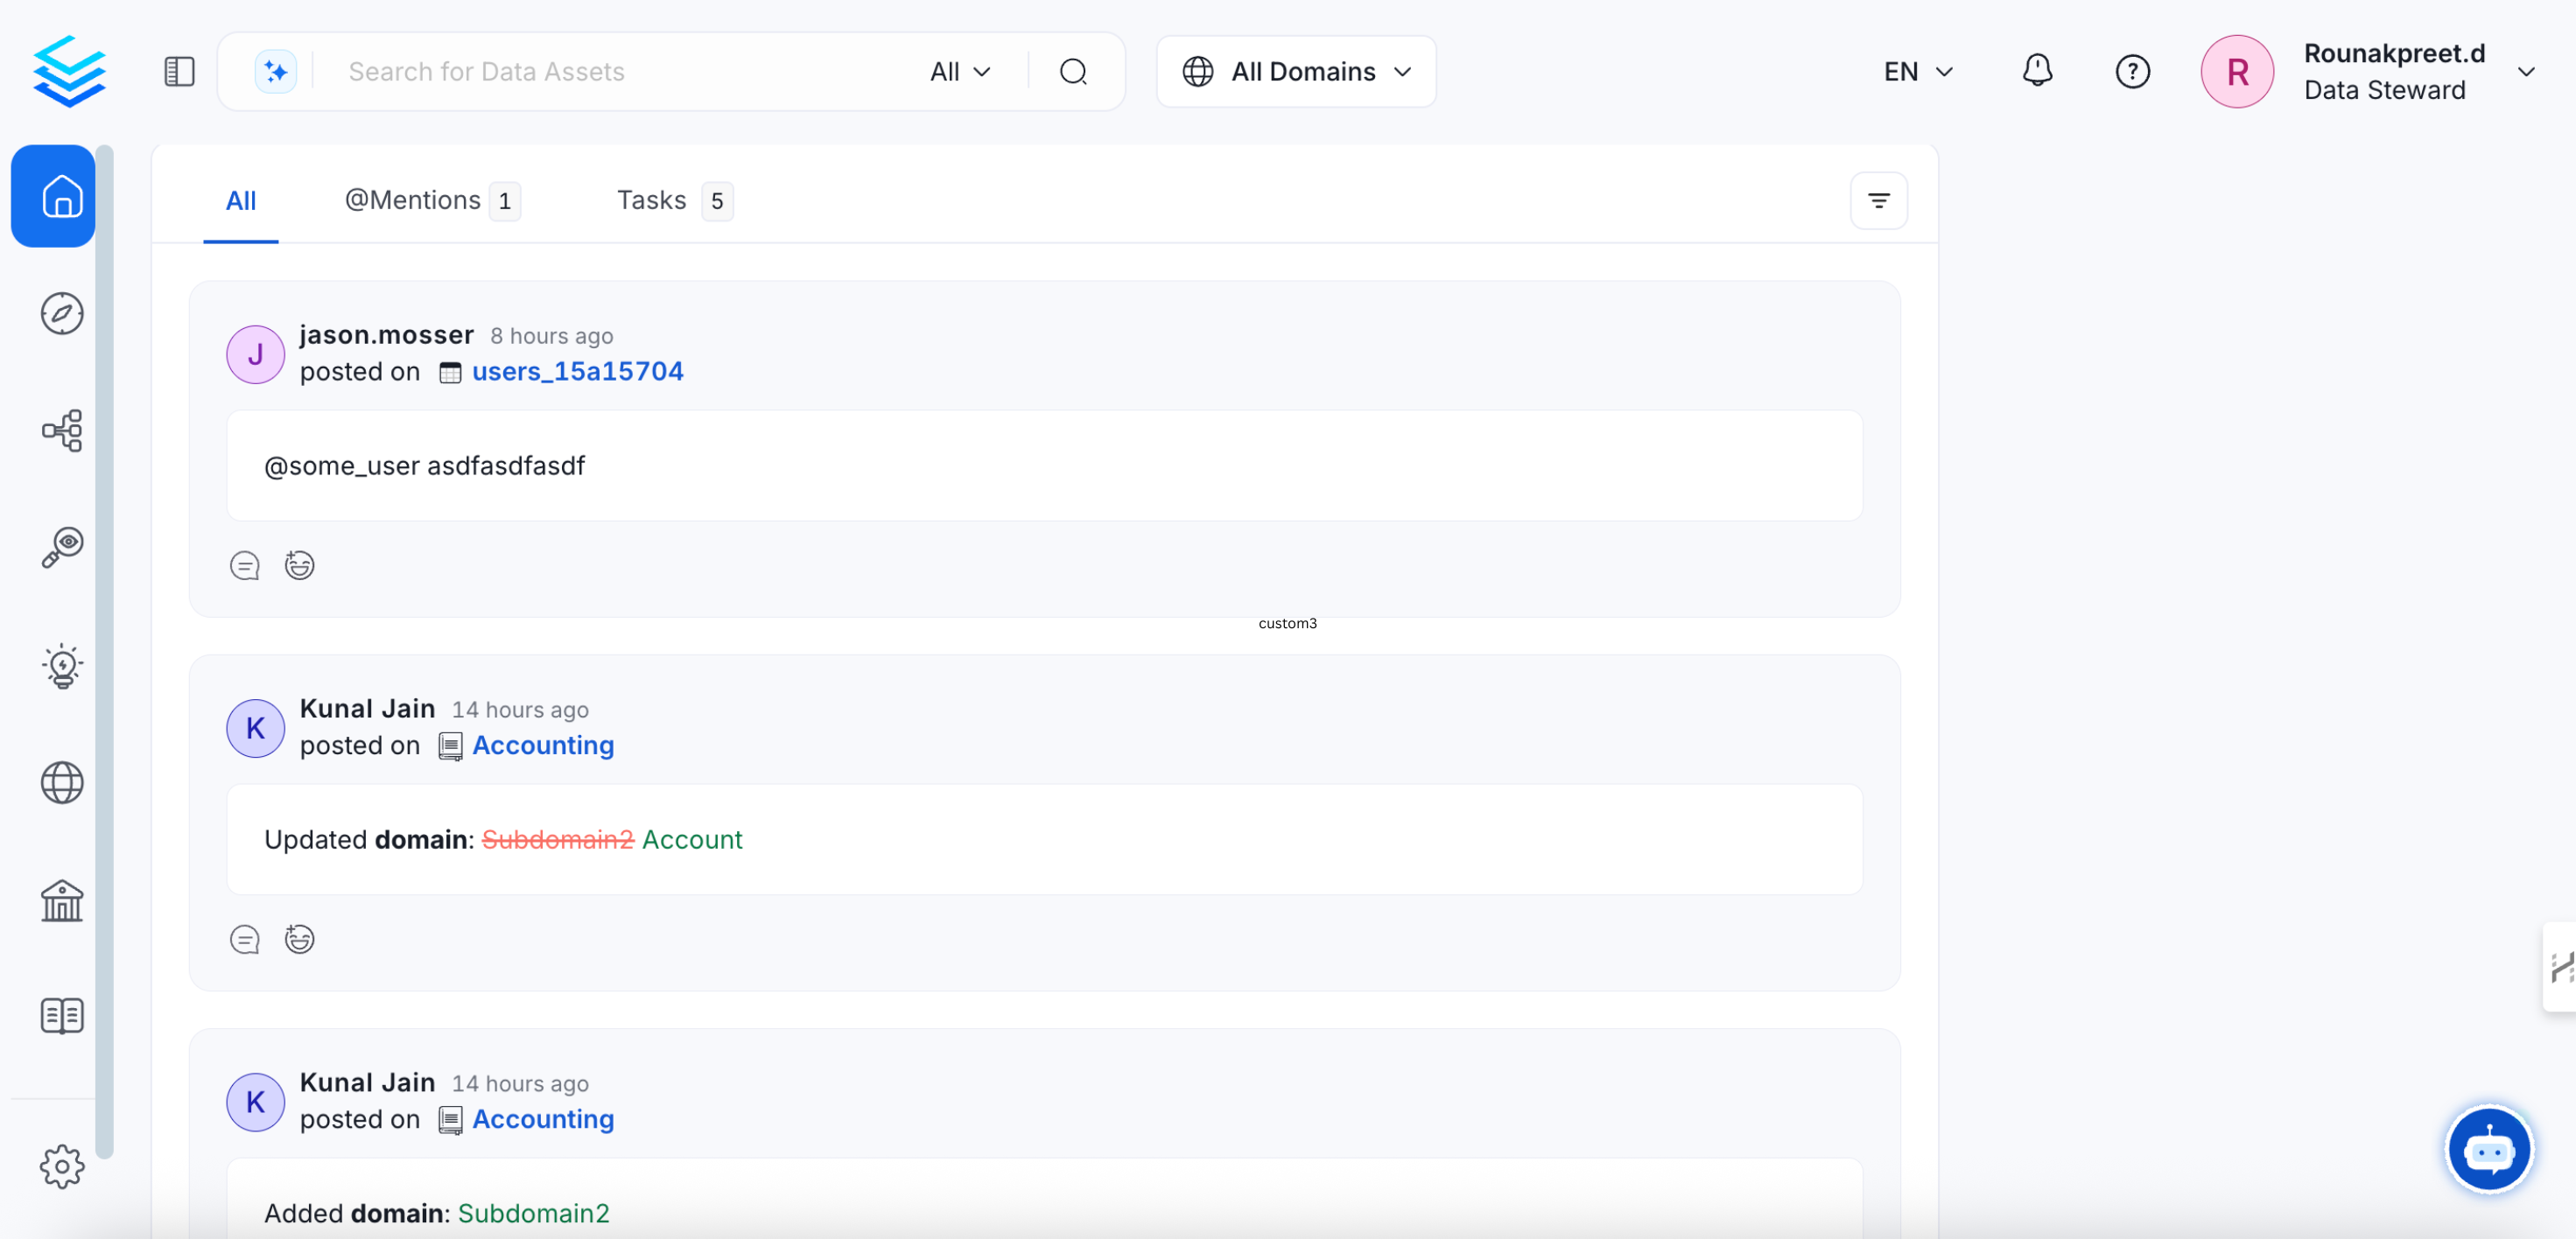 Search for Data Assets
All
All Domains
EN
R
Rounakpreet.d
Data Steward
All
@Mentions 1
Tasks 5
J
jason.mosser 8 hours ago
posted on users_15a15704
@some_user asdfasdfasdf
custom3
K
Kunal Jain 14 hours ago
posted on Accounting
Updated domain: Subdomain2 Account
K
Kunal Jain 14 hours ago
posted on Accounting
Added domain: Subdomain2